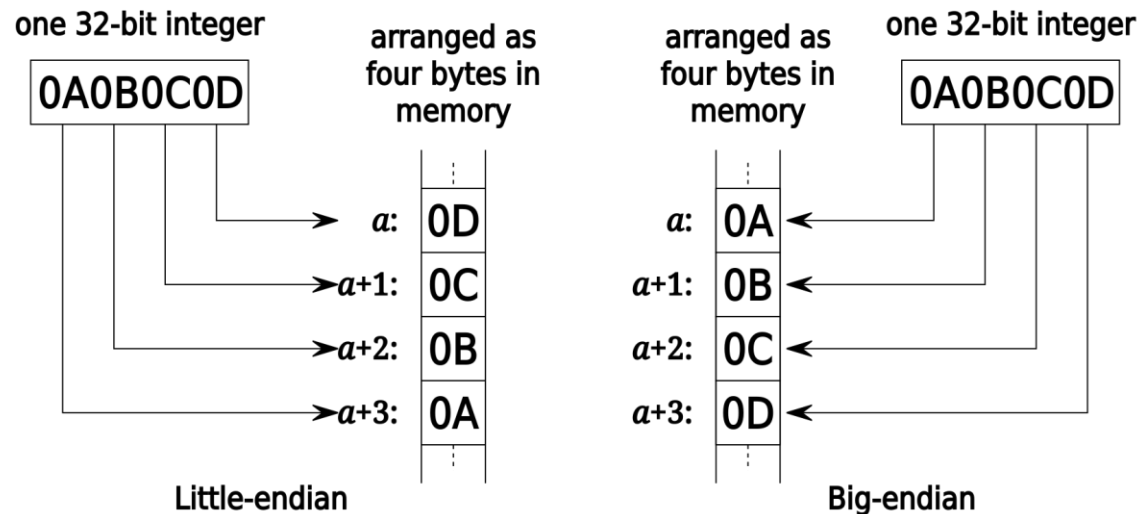 one 32-bit integer
0A0B0C0D
arranged as
four bytes in
memory
a: 0D
a+1: 0C
a+2: 0B
a+3: 0A
Little-endian
arranged as
four bytes in
memory
one 32-bit integer
0A0B0C0D
a: 0A
a+1: 0B
a+2: 0C
a+3: 0D
Big-endian